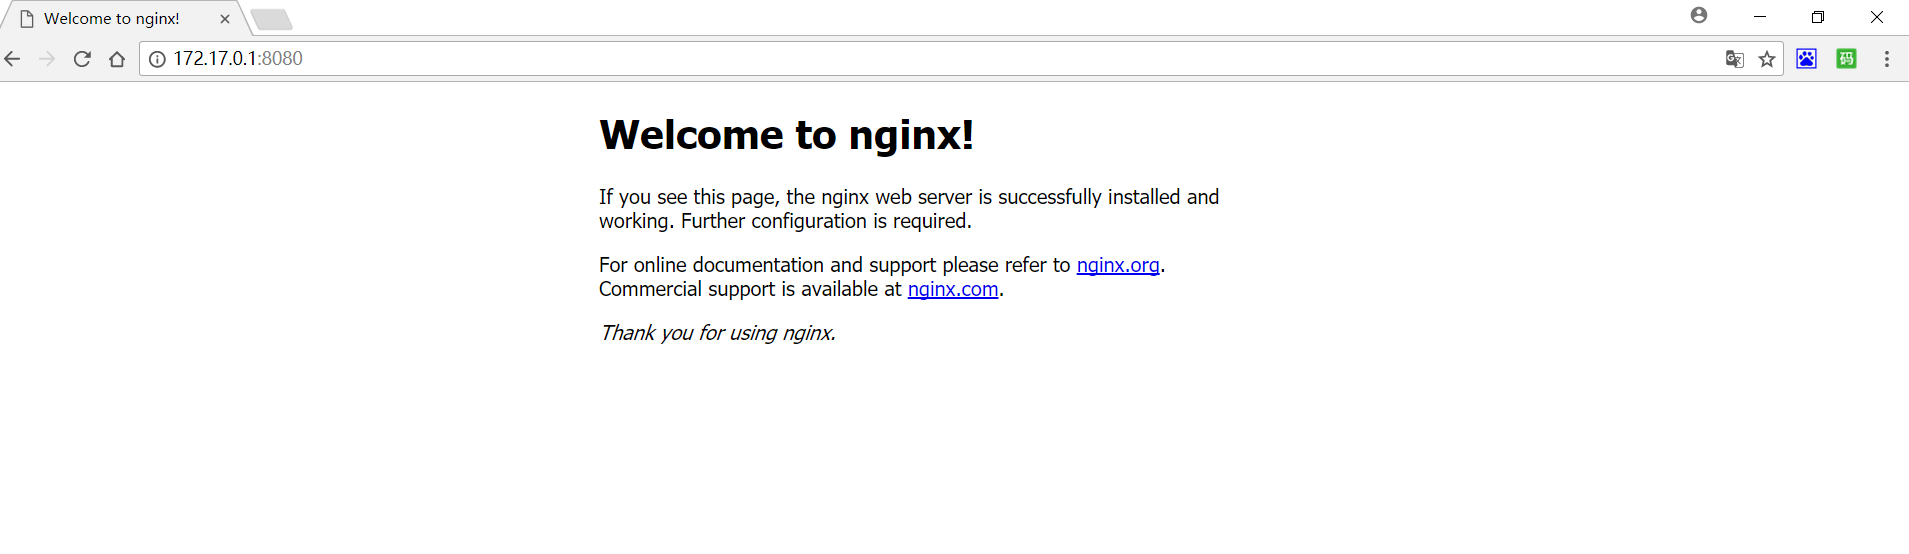 Welcome to nginx!
172.17.0.1:8080
码
Welcome to nginx!
If you see this page, the nginx web server is successfully installed and
working. Further configuration is required.
For online documentation and support please refer to nginx.org.
Commercial support is available at nginx.com.
Thank you for using nginx.